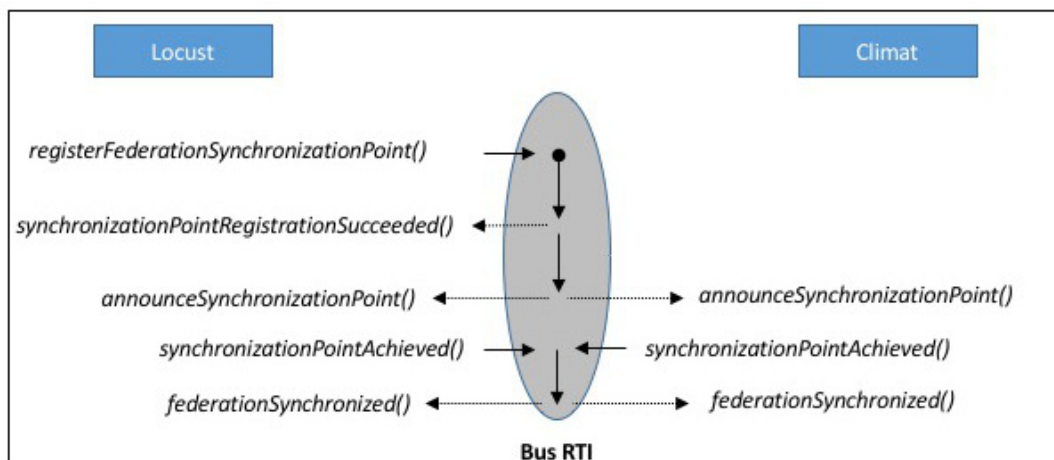 Locust
Climat
registerFederationSynchronizationPoint()
synchronizationPointRegistrationSucceeded()
announceSynchronizationPoint()
announceSynchronizationPoint()
synchronizationPointAchieved()
synchronizationPointAchieved()
federationSynchronized()
federationSynchronized()
Bus RTI